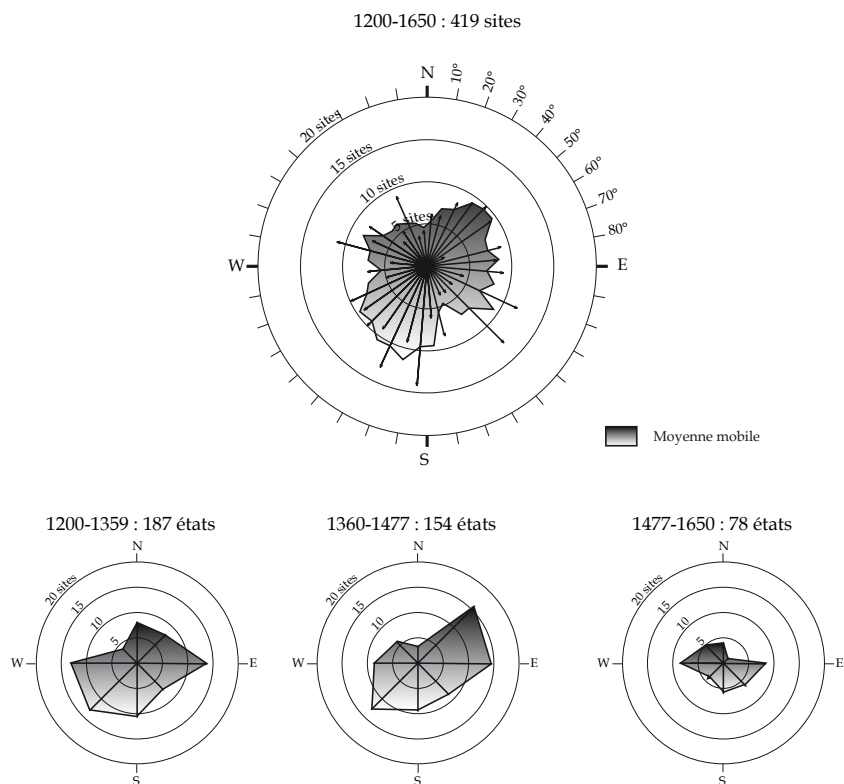 1200-1650 : 419 sites
N
10°
20°
30°
40°
50°
60°
70°
80°
20 sites
15 sites
10 sites
5 sites
W
E
S
Moyenne mobile
1200-1359 : 187 états
N
20 sites
15
10
5
W
E
S
1360-1477 : 154 états
N
20 sites
15
10
5
W
E
S
1477-1650 : 78 états
N
20 sites
15
10
5
W
E
S